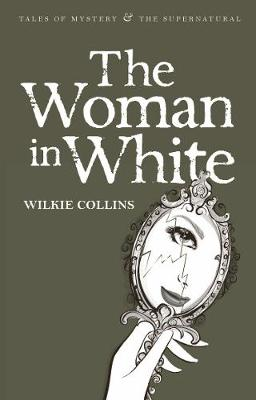 TALES OF MYSTERY & THE SUPERNATURAL
The
Woman
in White
WILKIE COLLINS